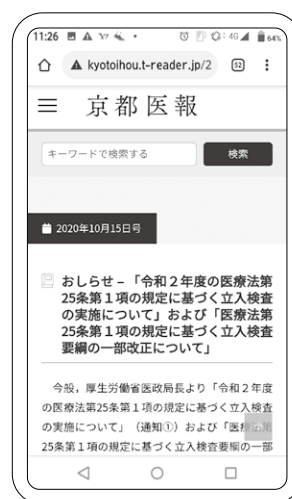 11:26
4G 64%
kyotoihou.t-reader.jp/2 52
京都医報
キーワードで検索する 検索
2020年10月15日号
おしらせ – 「令和２年度の医療法第
25条第１項の規定に基づく立入検査
の実施について」および「医療法第
25条第１項の規定に基づく立入検査
要綱の一部改正について」
今般，厚生労働省医政局長より「令和２年度
の医療法第25条第１項の規定に基づく立入検査
の実施について」（通知①）および「医療法第
25条第１項の規定に基づく立入検査要綱の一部